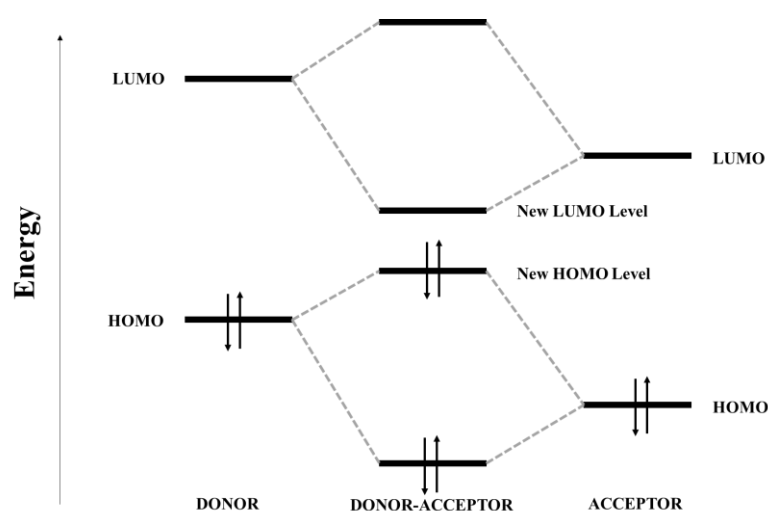 LUMO
LUMO
New LUMO Level
Energy
New HOMO Level
HOMO
HOMO
DONOR
DONOR-ACCEPTOR
ACCEPTOR